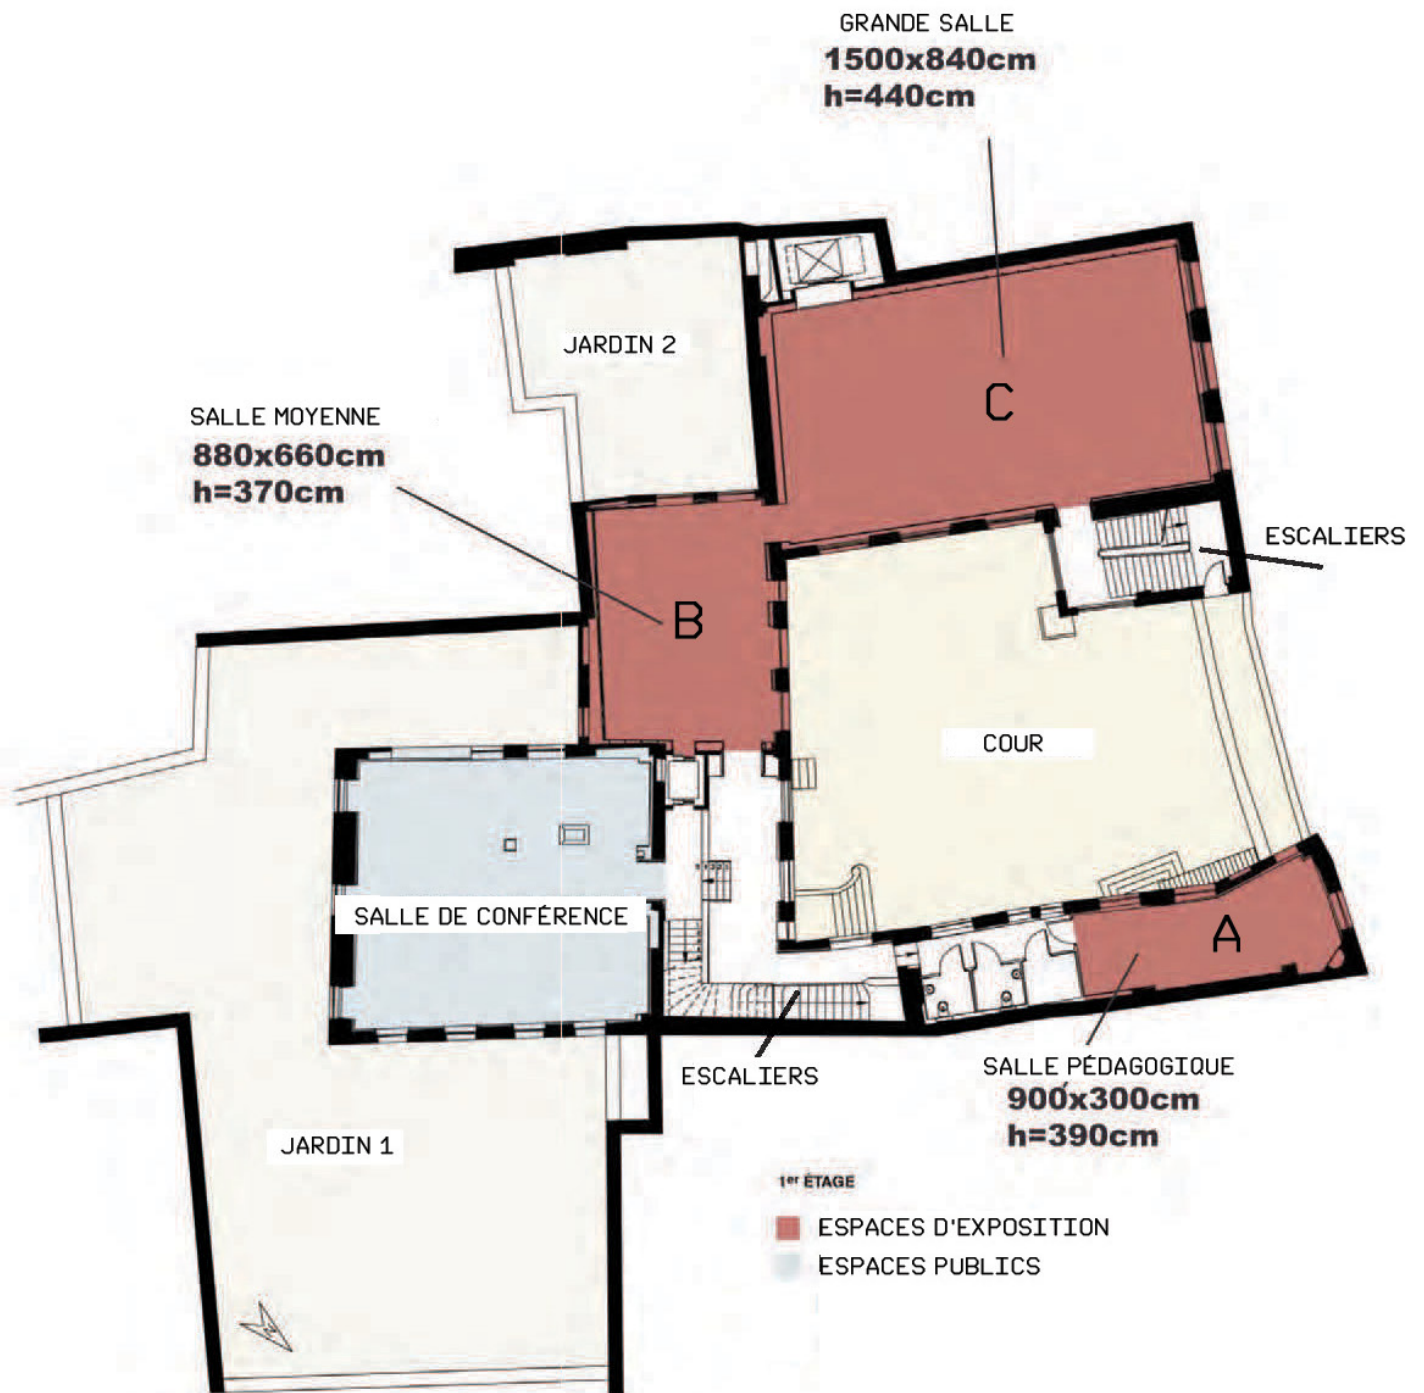 GRANDE SALLE
1500x840cm
h=440cm
JARDIN 2
C
SALLE MOYENNE
880x660cm
h=370cm
ESCALIERS
B
COUR
SALLE DE CONFÉRENCE
A
ESCALIERS
SALLE PÉDAGOGIQUE
900x300cm
h=390cm
JARDIN 1
1er ÉTAGE
ESPACES D'EXPOSITION
ESPACES PUBLICS
N